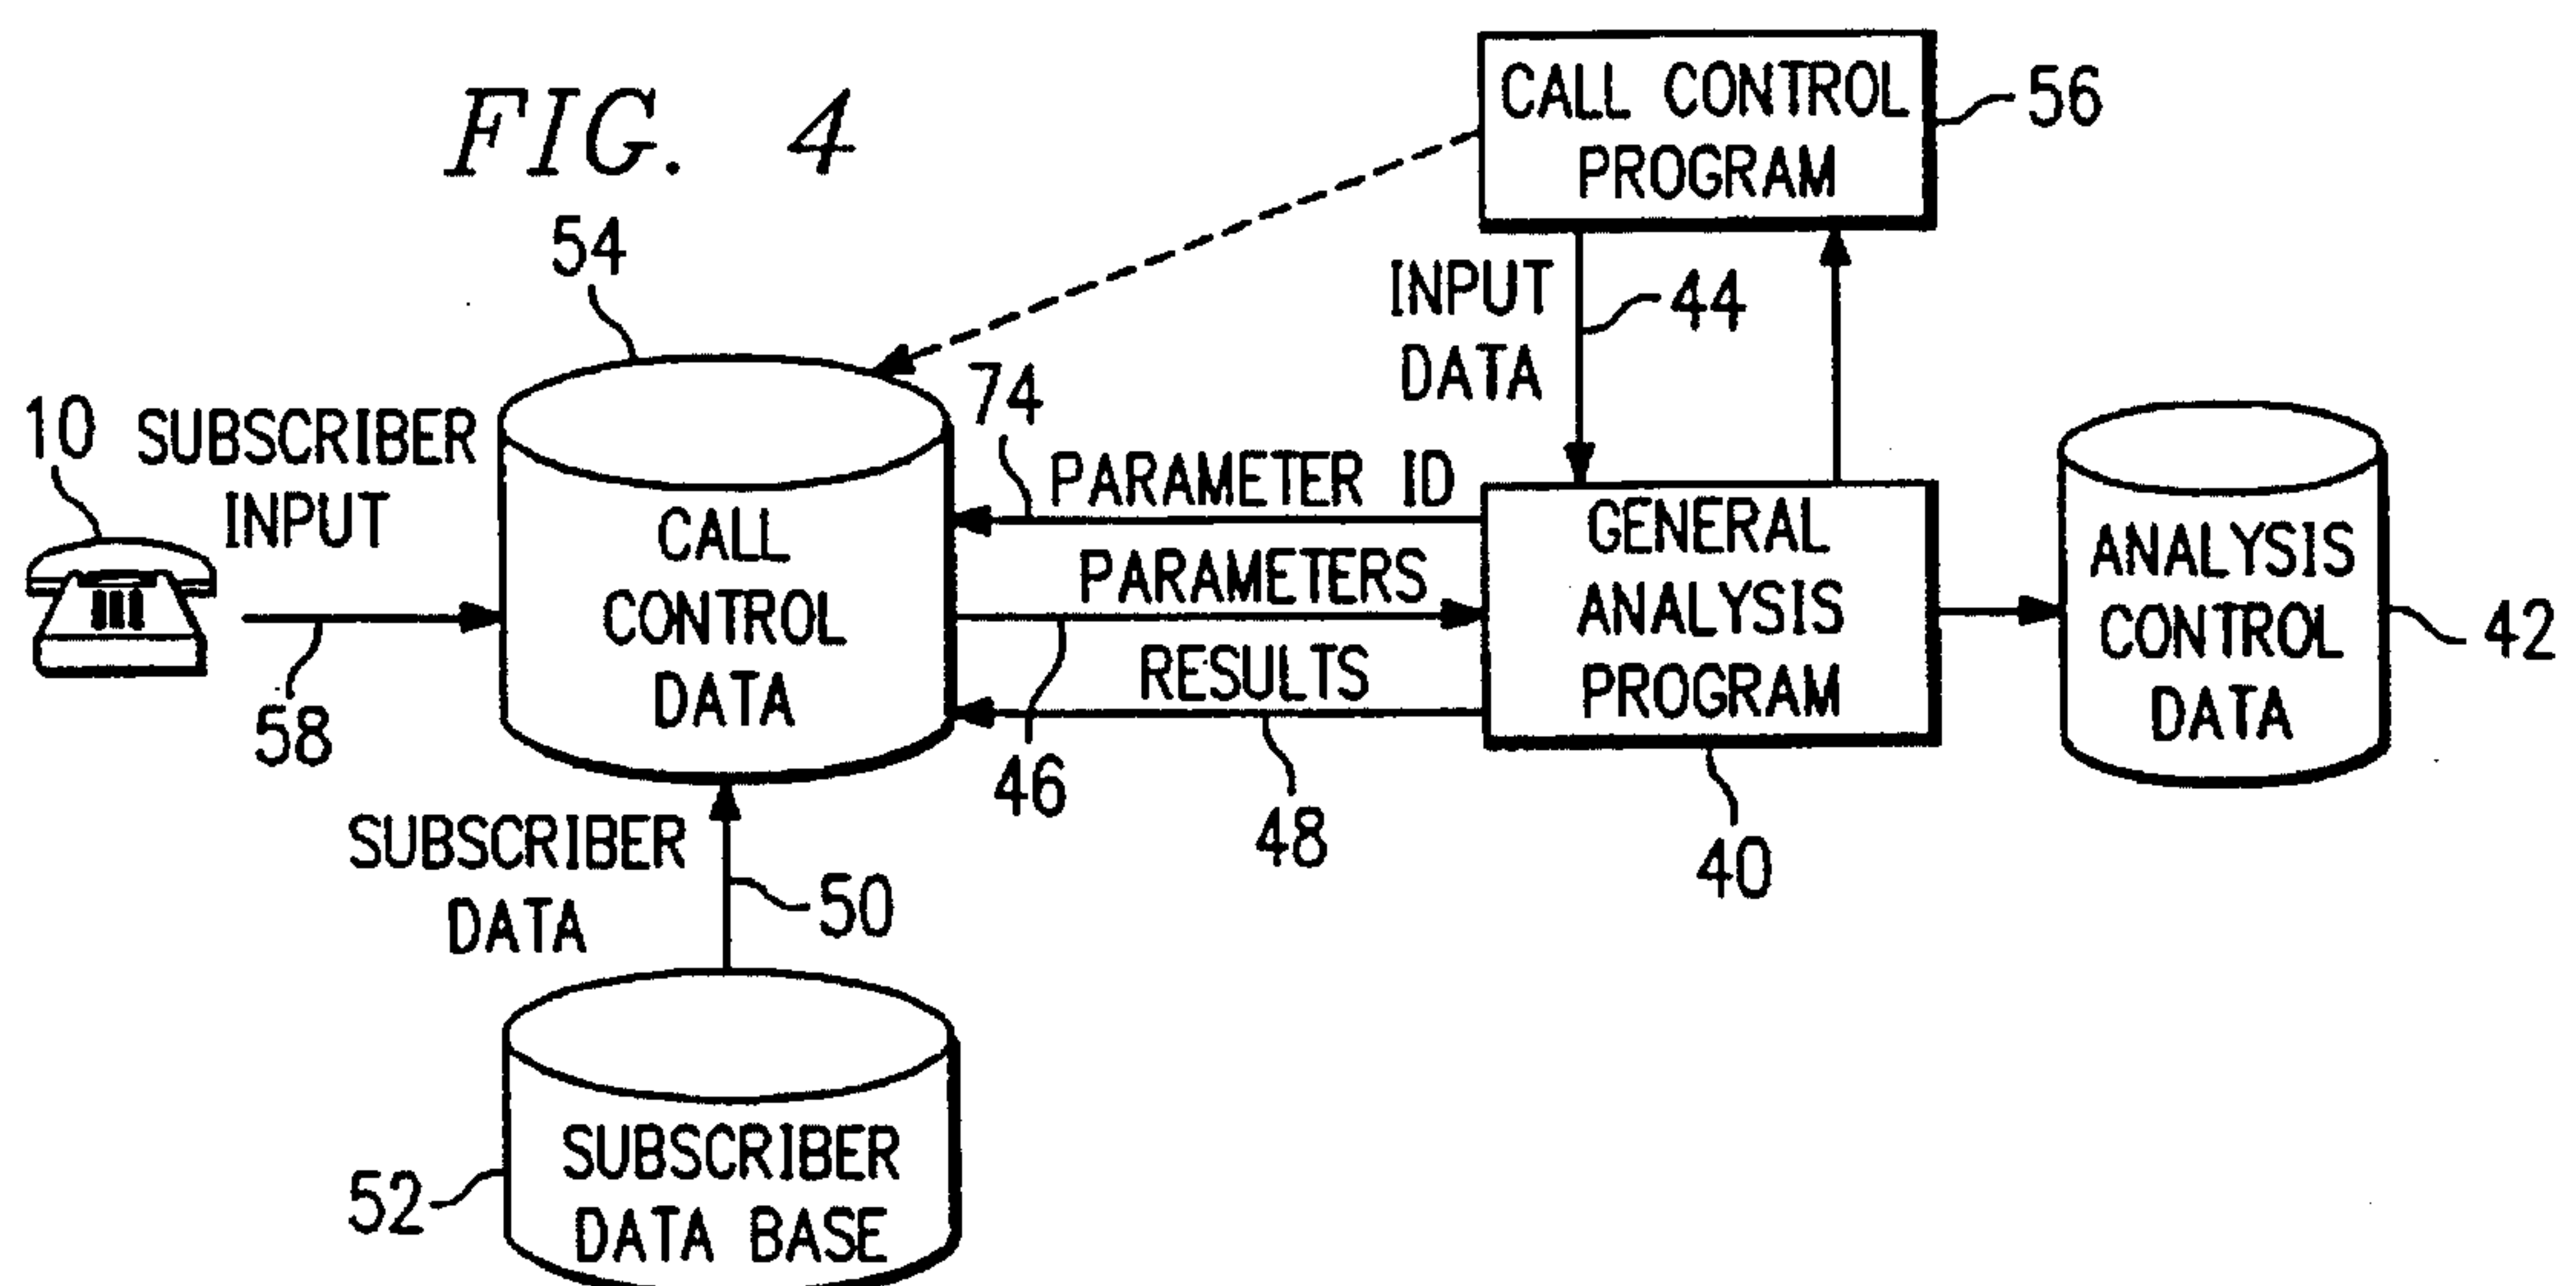 FIG. 4
CALL CONTROL
PROGRAM
56
54
INPUT
DATA
44
10
SUBSCRIBER
INPUT
58
74
PARAMETER ID
PARAMETERS
RESULTS
46
48
CALL
CONTROL
DATA
GENERAL
ANALYSIS
PROGRAM
40
ANALYSIS
CONTROL
DATA
42
SUBSCRIBER
DATA
50
SUBSCRIBER
DATA BASE
52